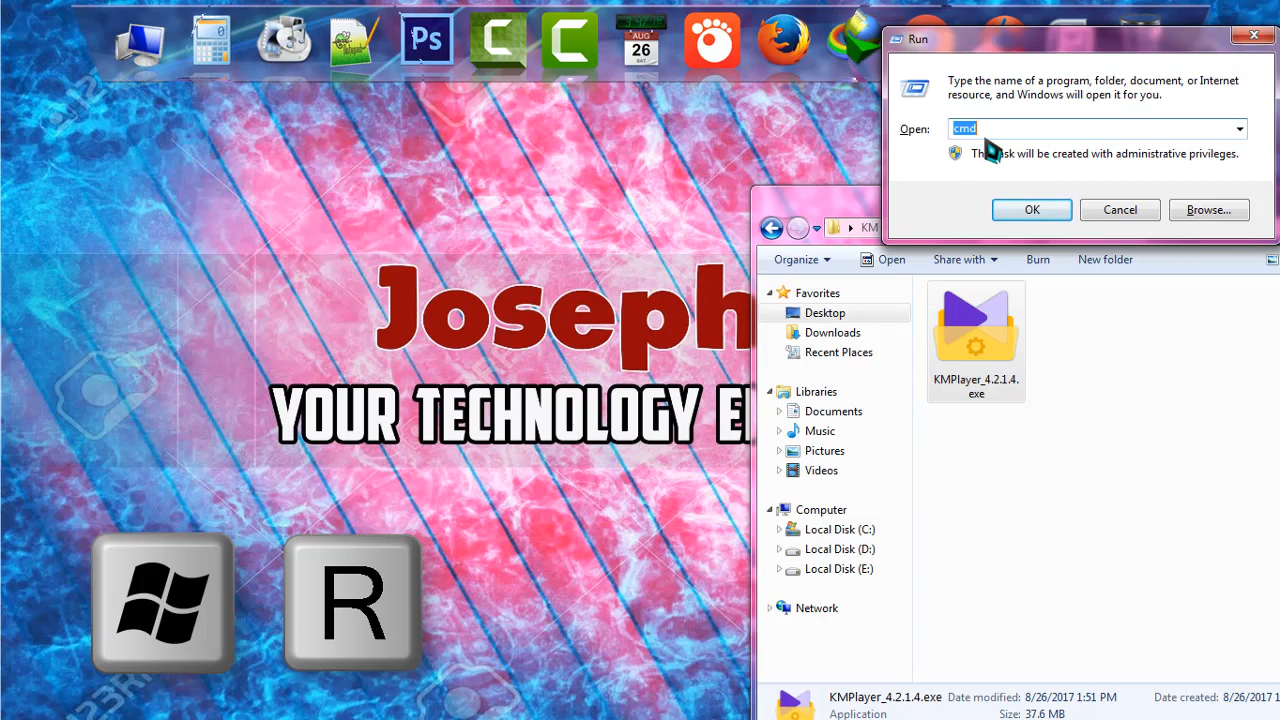 Ps
AUG
26
SAT
Run
Type the name of a program, folder, document, or Internet
resource, and Windows will open it for you.
Open:
cmd
sk will be created with administrative privileges.
OK
Cancel
Browse...
KM
Organize
Open
Share with
Burn
New folder
Favorites
Desktop
Downloads
Recent Places
Libraries
Documents
Music
Pictures
Videos
Computer
Local Disk (C:)
Local Disk (D:)
Local Disk (E:)
Network
KMPlayer_4.2.1.4.
exe
Joseph
YOUR TECHNOLOGY
R
KMPlayer_4.2.1.4.exe
Date modified: 8/26/2017 1:51 PM
Date created: 8/26/2017
Application
Size: 37.6 MB